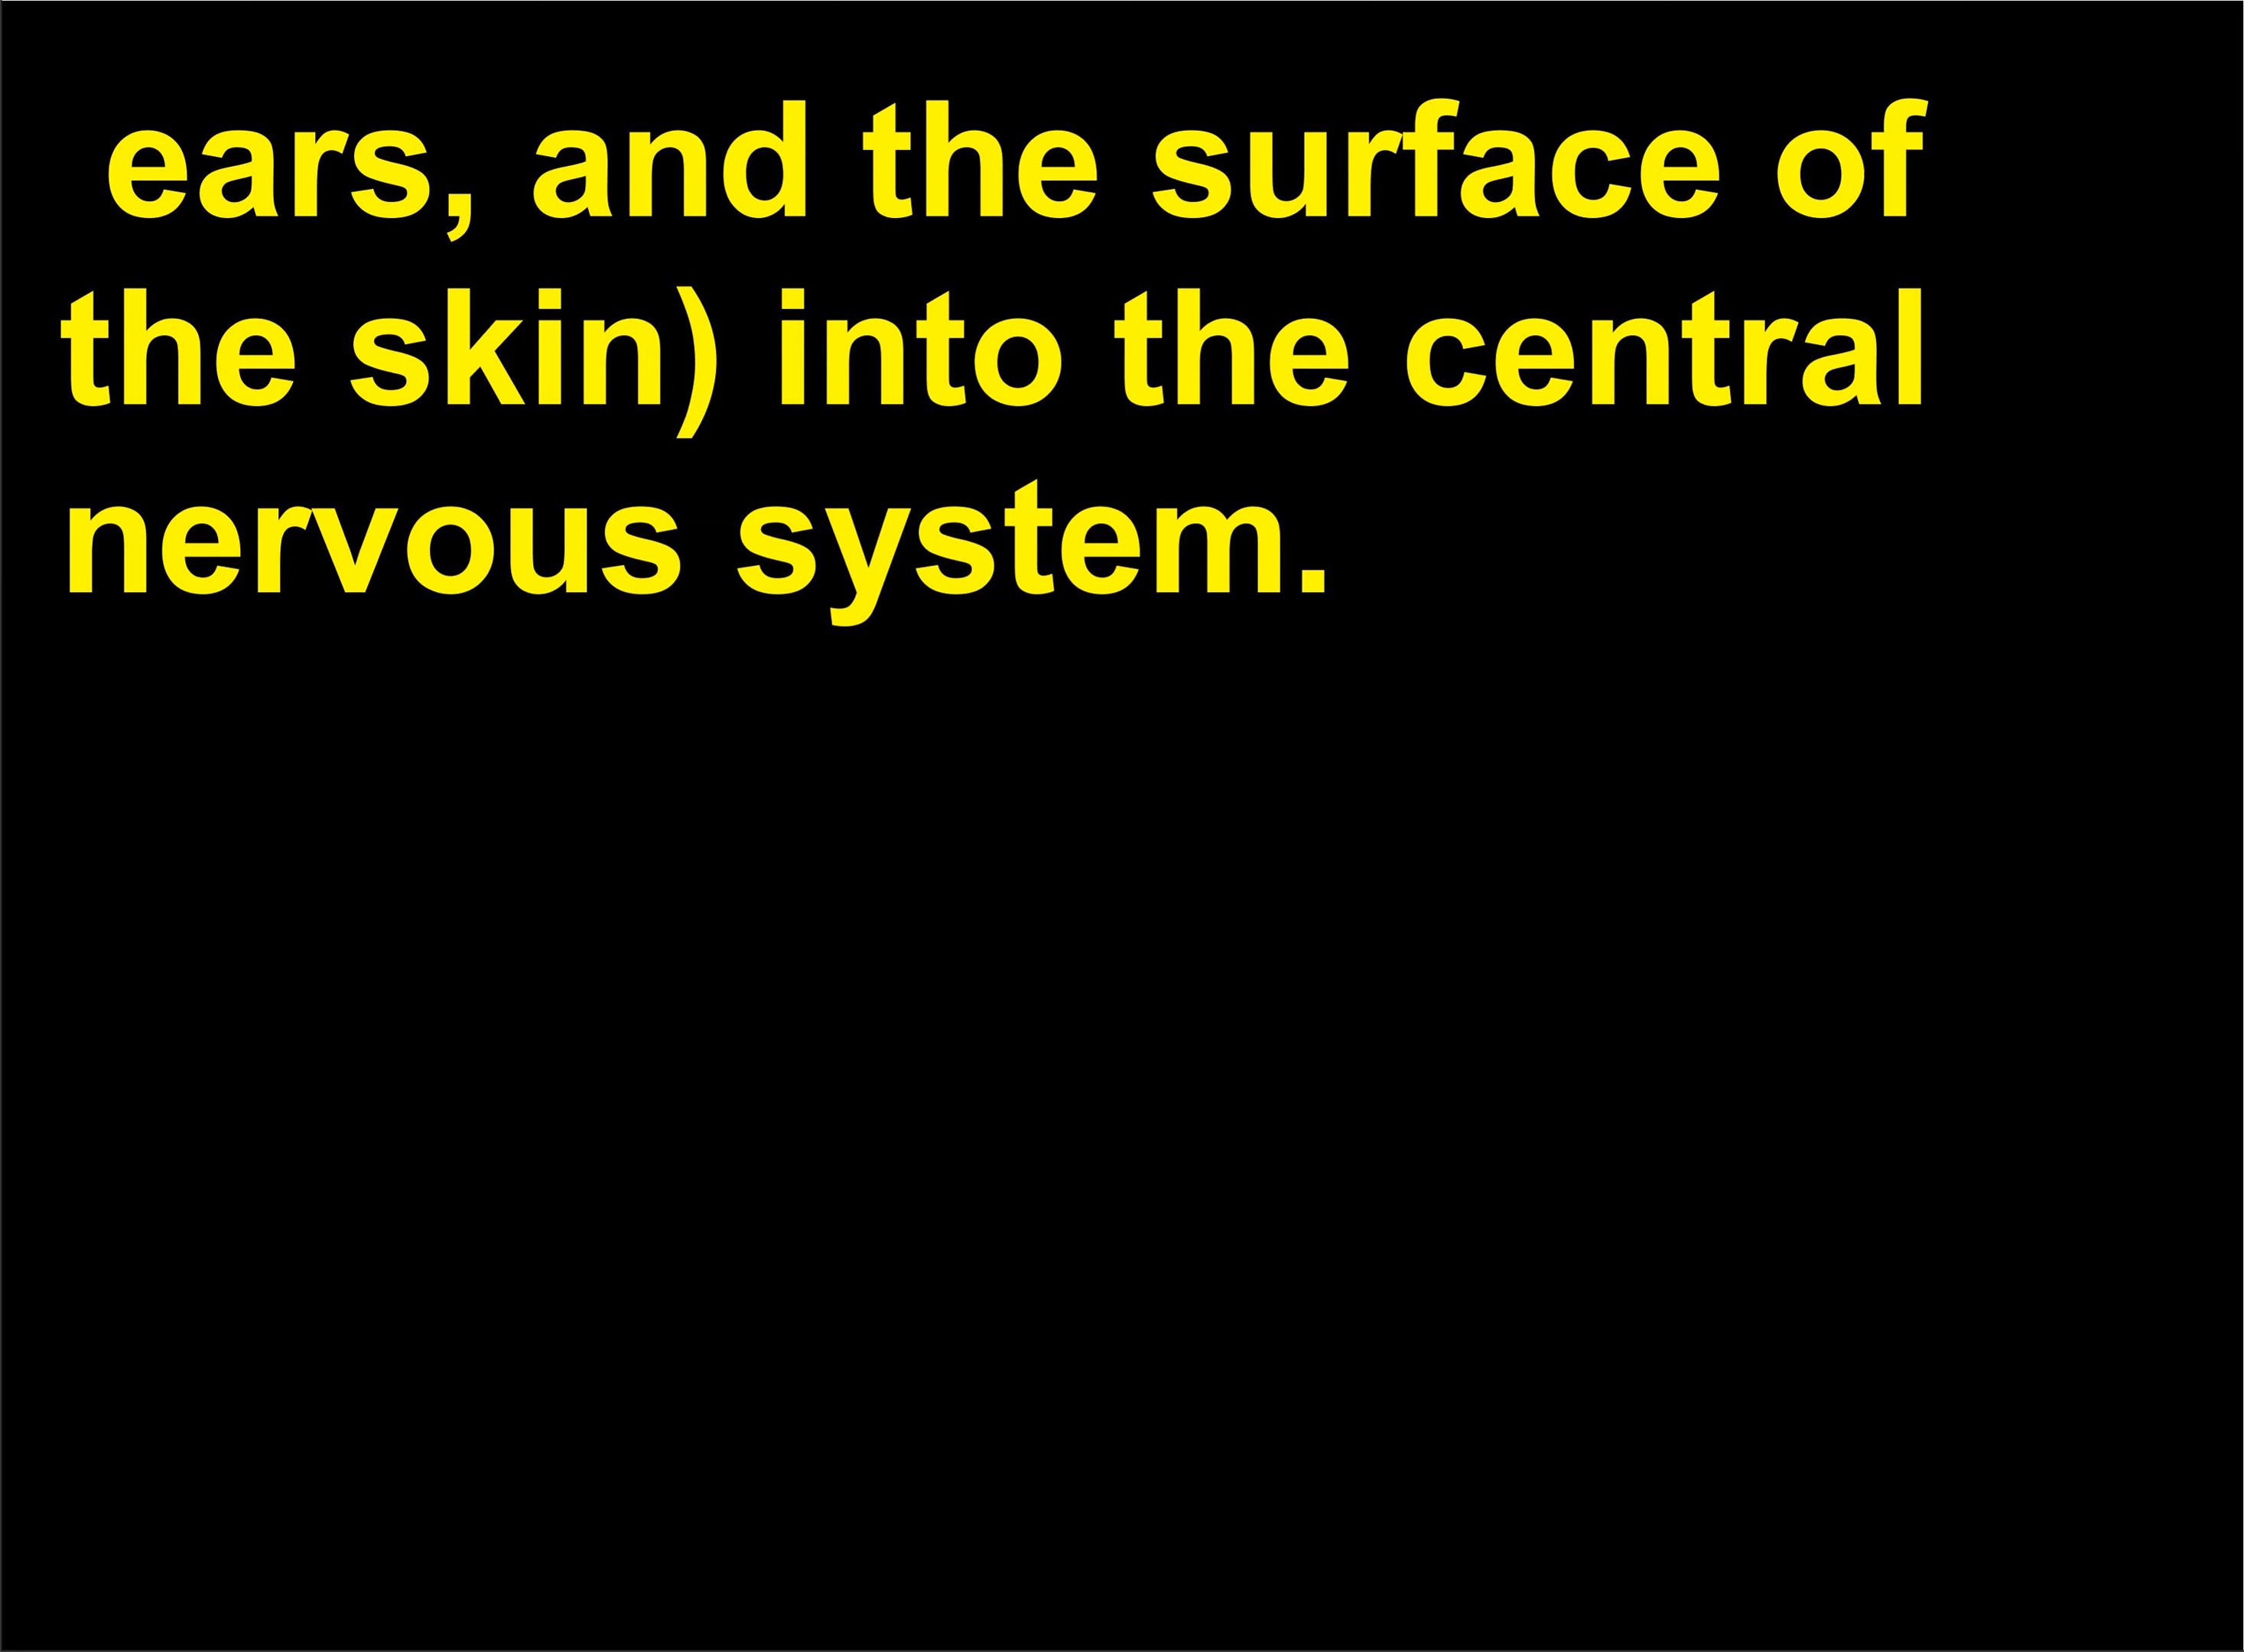 ears, and the surface of
the skin) into the central
nervous system.